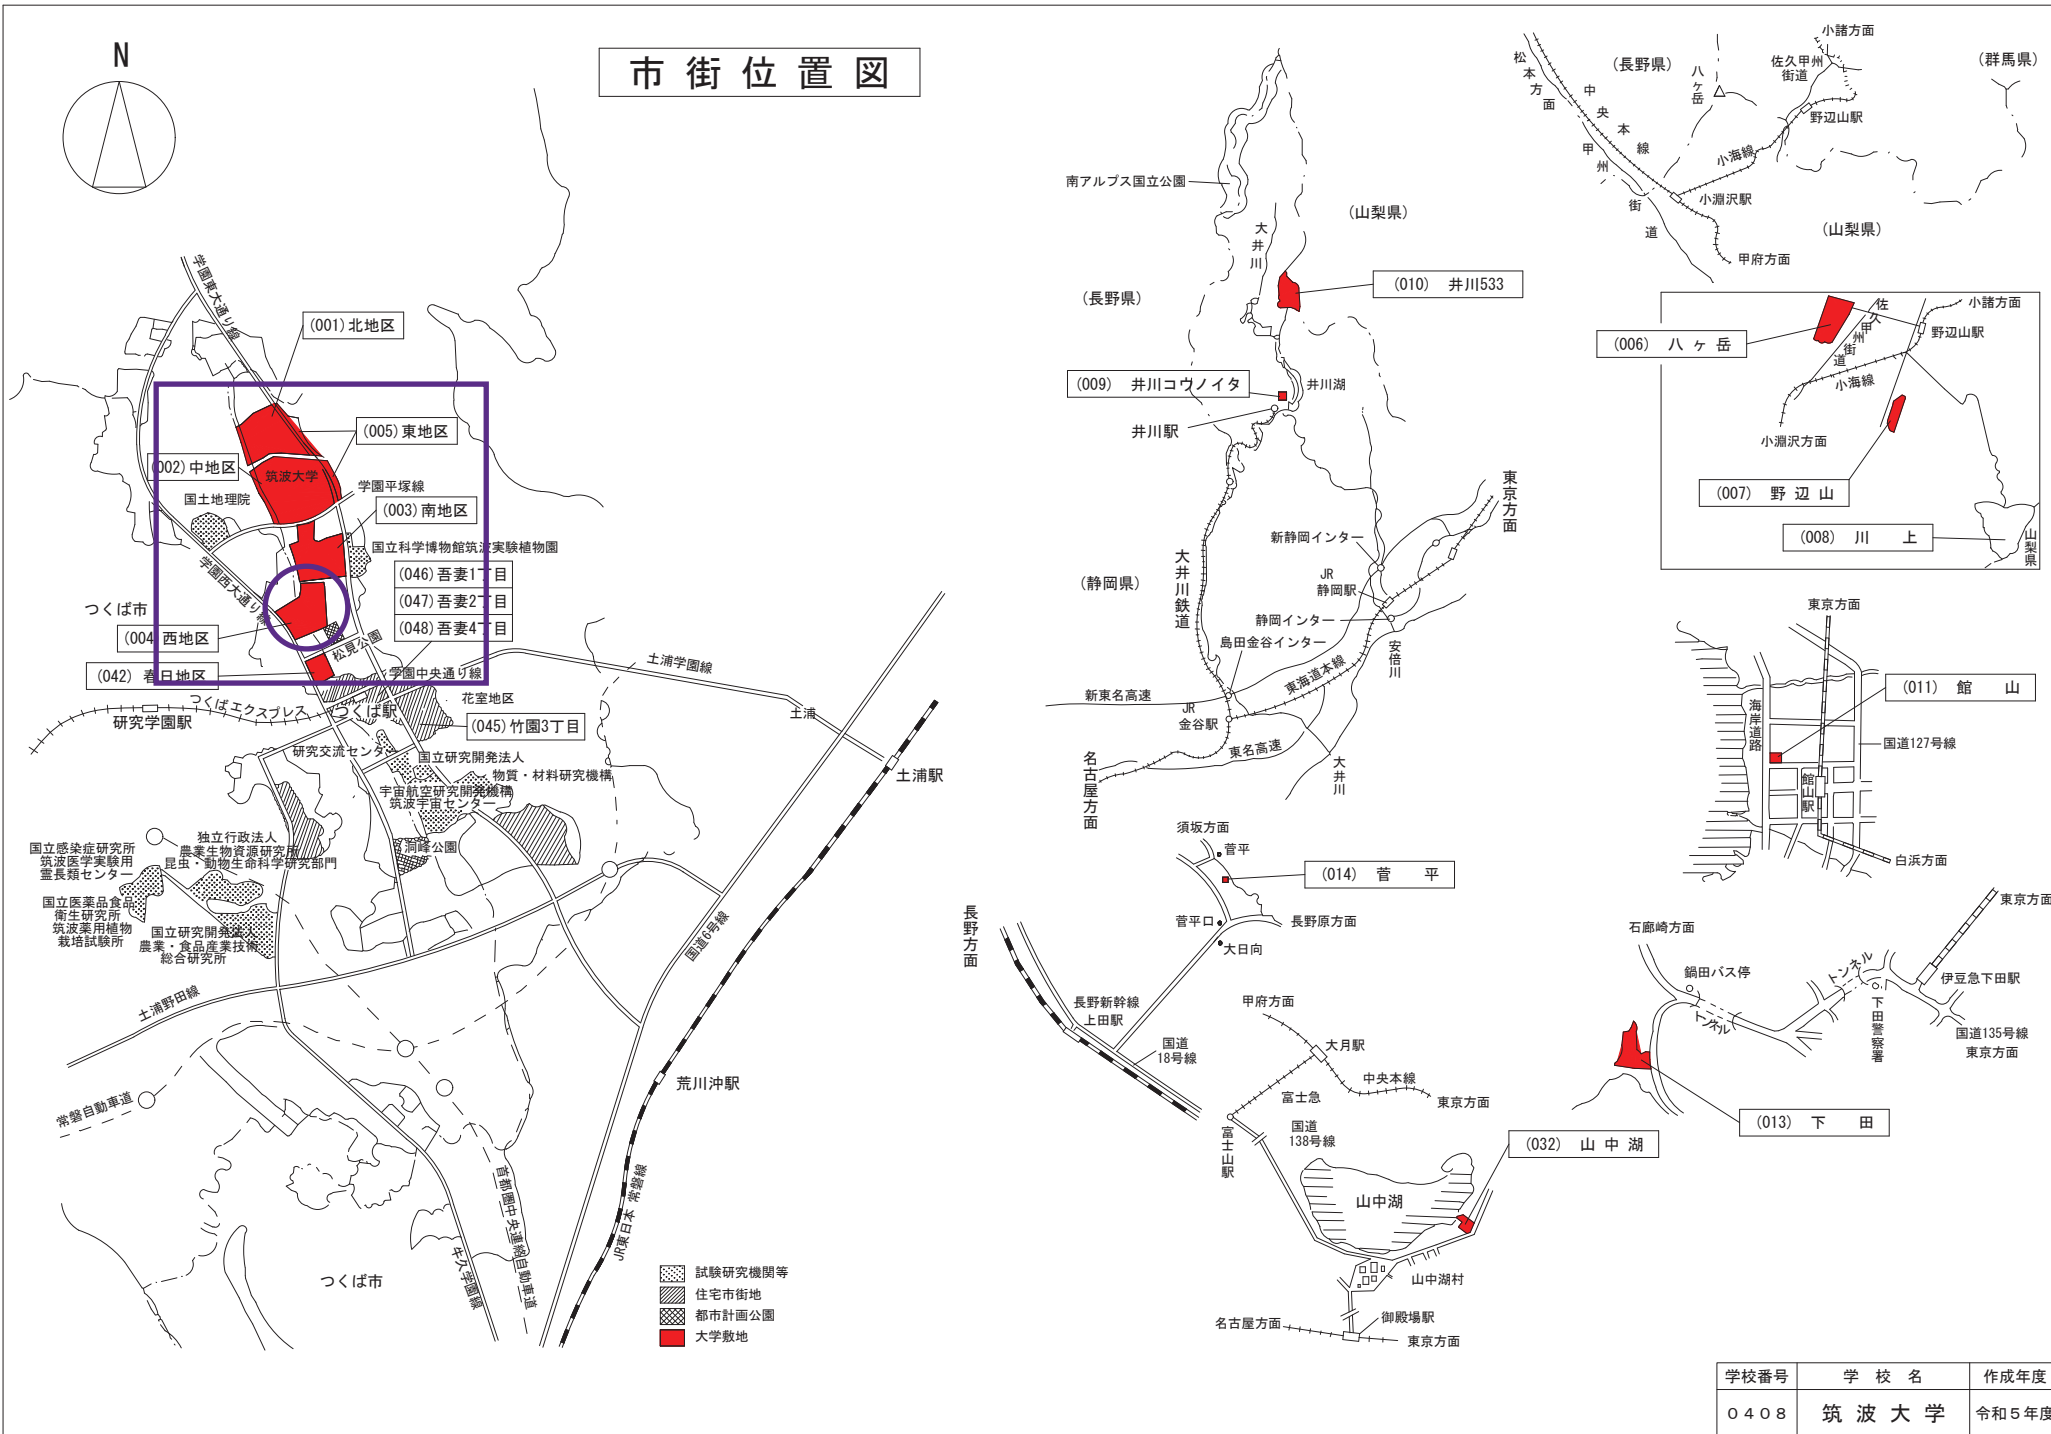 市街位置図
N
学園東大通り線
(001)北地区
(005)東地区
(002)中地区
筑波大学
国土地理院
学園平塚線
(003)南地区
国立科学博物館筑波実験植物園
学園西大通り線
(046)吾妻1丁目
(047)吾妻2丁目
(048)吾妻4丁目
つくば市
(004)西地区
松見公園
(042)春日地区
学園中央通り線
土浦学園線
花室地区
つくばエクスプレス
つくば駅
研究学園駅
(045)竹園3丁目
土浦
土浦駅
研究交流センター
国立研究開発法人
物質・材料研究機構
宇宙航空研究開発機構
筑波宇宙センター
洞峰公園
独立行政法人
農業生物資源研究所
昆虫・動物生命科学研究部門
国立感染症研究所
筑波医学実験用
霊長類センター
国立医薬品食品
衛生研究所
筑波薬用植物
栽培試験所
国立研究開発法人
農業・食品産業技術
総合研究所
国道6号線
土浦野田線
常磐自動車道
荒川沖駅
首都圏中央連絡自動車道
JR東日本 常磐線
牛久学園線
つくば市
試験研究機関等
住宅市街地
都市計画公園
大学敷地
南アルプス国立公園
(山梨県)
大井川
(長野県)
(010) 井川533
(009) 井川コウノイタ
井川湖
井川駅
東京方面
新静岡インター
(静岡県)
大井川鉄道
JR
静岡駅
静岡インター
島田金谷インター
安倍川
東海道本線
新東名高速
JR
金谷駅
東名高速
大井川
名古屋方面
須坂方面
菅平
(014) 菅 平
菅平口
長野原方面
大日向
長野方面
長野新幹線
上田駅
国道
18号線
甲府方面
大月駅
中央本線
東京方面
富士急
富士山駅
国道
138号線
(032) 山中湖
山中湖
山中湖村
御殿場駅
名古屋方面
東京方面
松本方面
(長野県)
八ヶ岳
小諸方面
佐久甲州
街道
(群馬県)
中央本線
野辺山駅
甲州街道
小海線
小淵沢駅
(山梨県)
甲府方面
(006) 八ヶ岳
佐久甲州街道
小諸方面
野辺山駅
小海線
小淵沢方面
(007) 野辺山
(008) 川 上
山梨県
東京方面
(011) 館 山
海岸道路
国道127号線
館山駅
白浜方面
東京方面
石廊崎方面
鍋田バス停
トンネル
トンネル
伊豆急下田駅
下田警察署
国道135号線
東京方面
(013) 下 田
学校番号 学校名 作成年度
0408 筑波大学 令和5年度